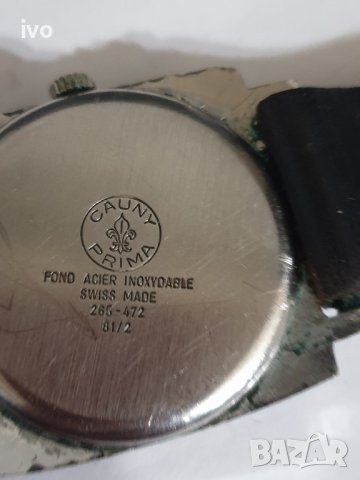 ivo
CAUNY
PRIMA
FOND ACIER INOXYDABLE
SWISS MADE
265-472
81/2
BAZAR